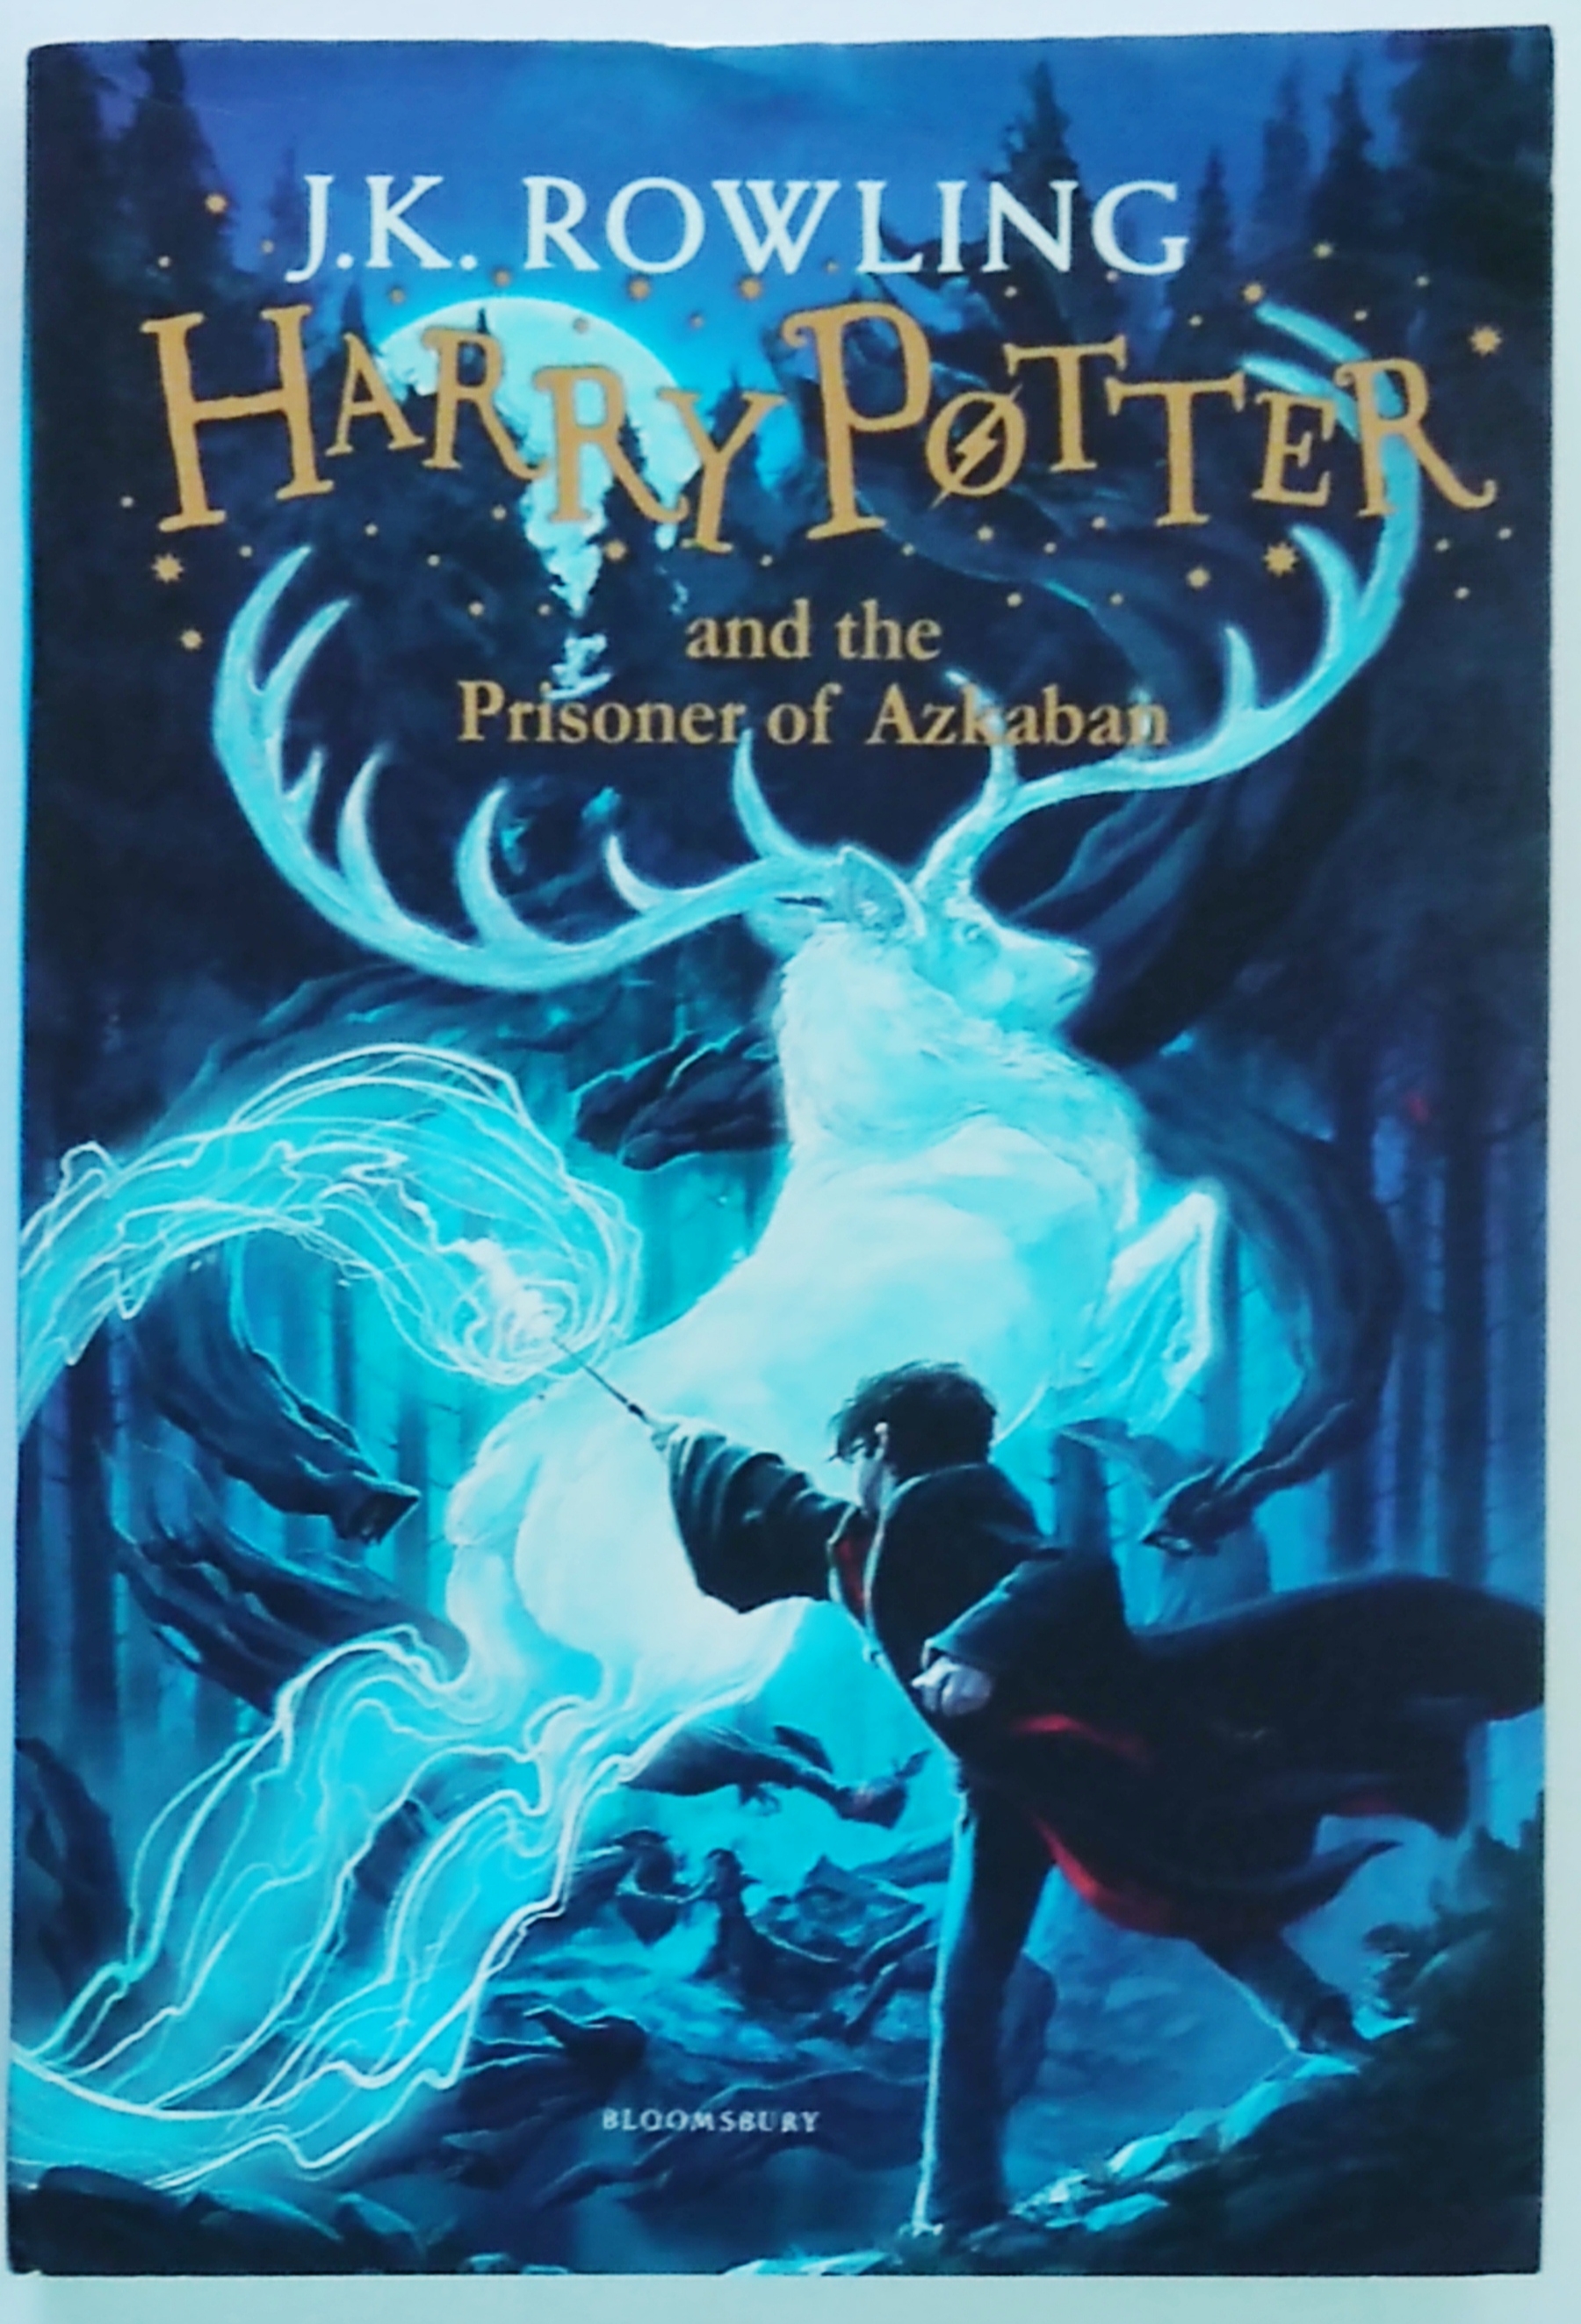 J.K. ROWLING
HARRY POTTER
and the
Prisoner of Azkaban
BLOOMSBURY